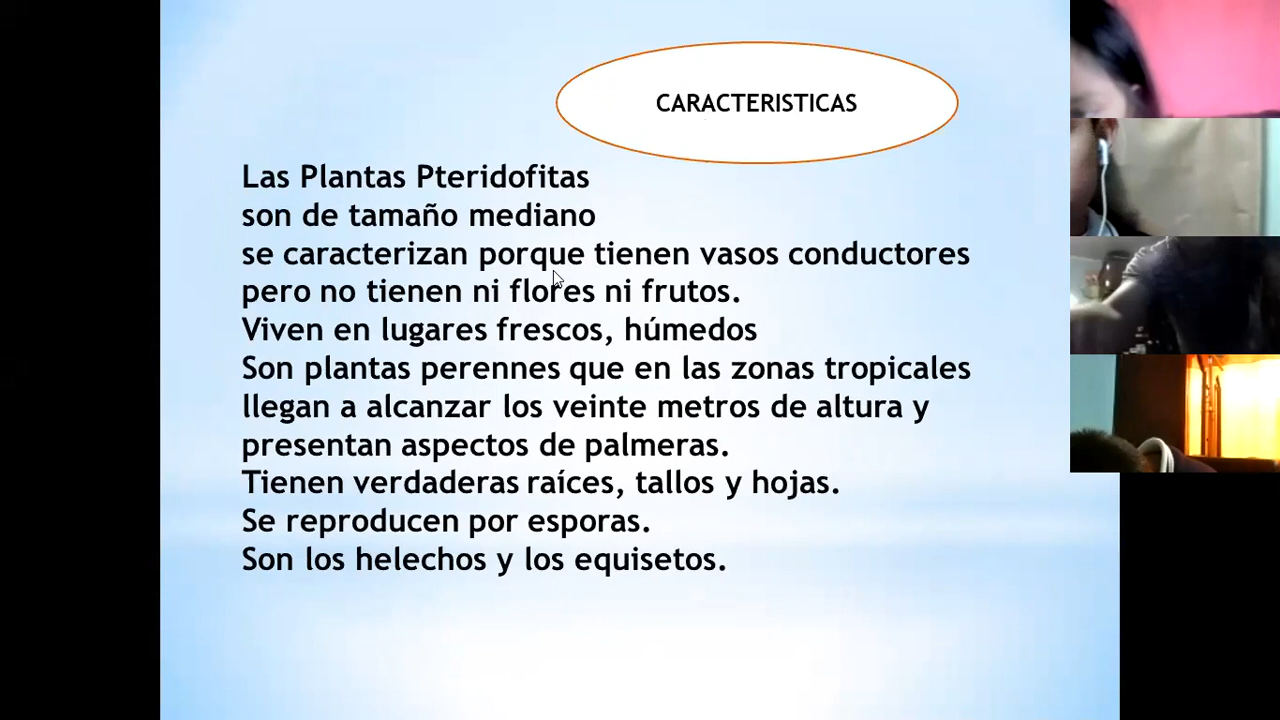 CARACTERISTICAS
Las Plantas Pteridofitas
son de tamaño mediano
se caracterizan porque tienen vasos conductores
pero no tienen ni flores ni frutos.
Viven en lugares frescos, húmedos
Son plantas perennes que en las zonas tropicales
llegan a alcanzar los veinte metros de altura y
presentan aspectos de palmeras.
Tienen verdaderas raíces, tallos y hojas.
Se reproducen por esporas.
Son los helechos y los equisetos.